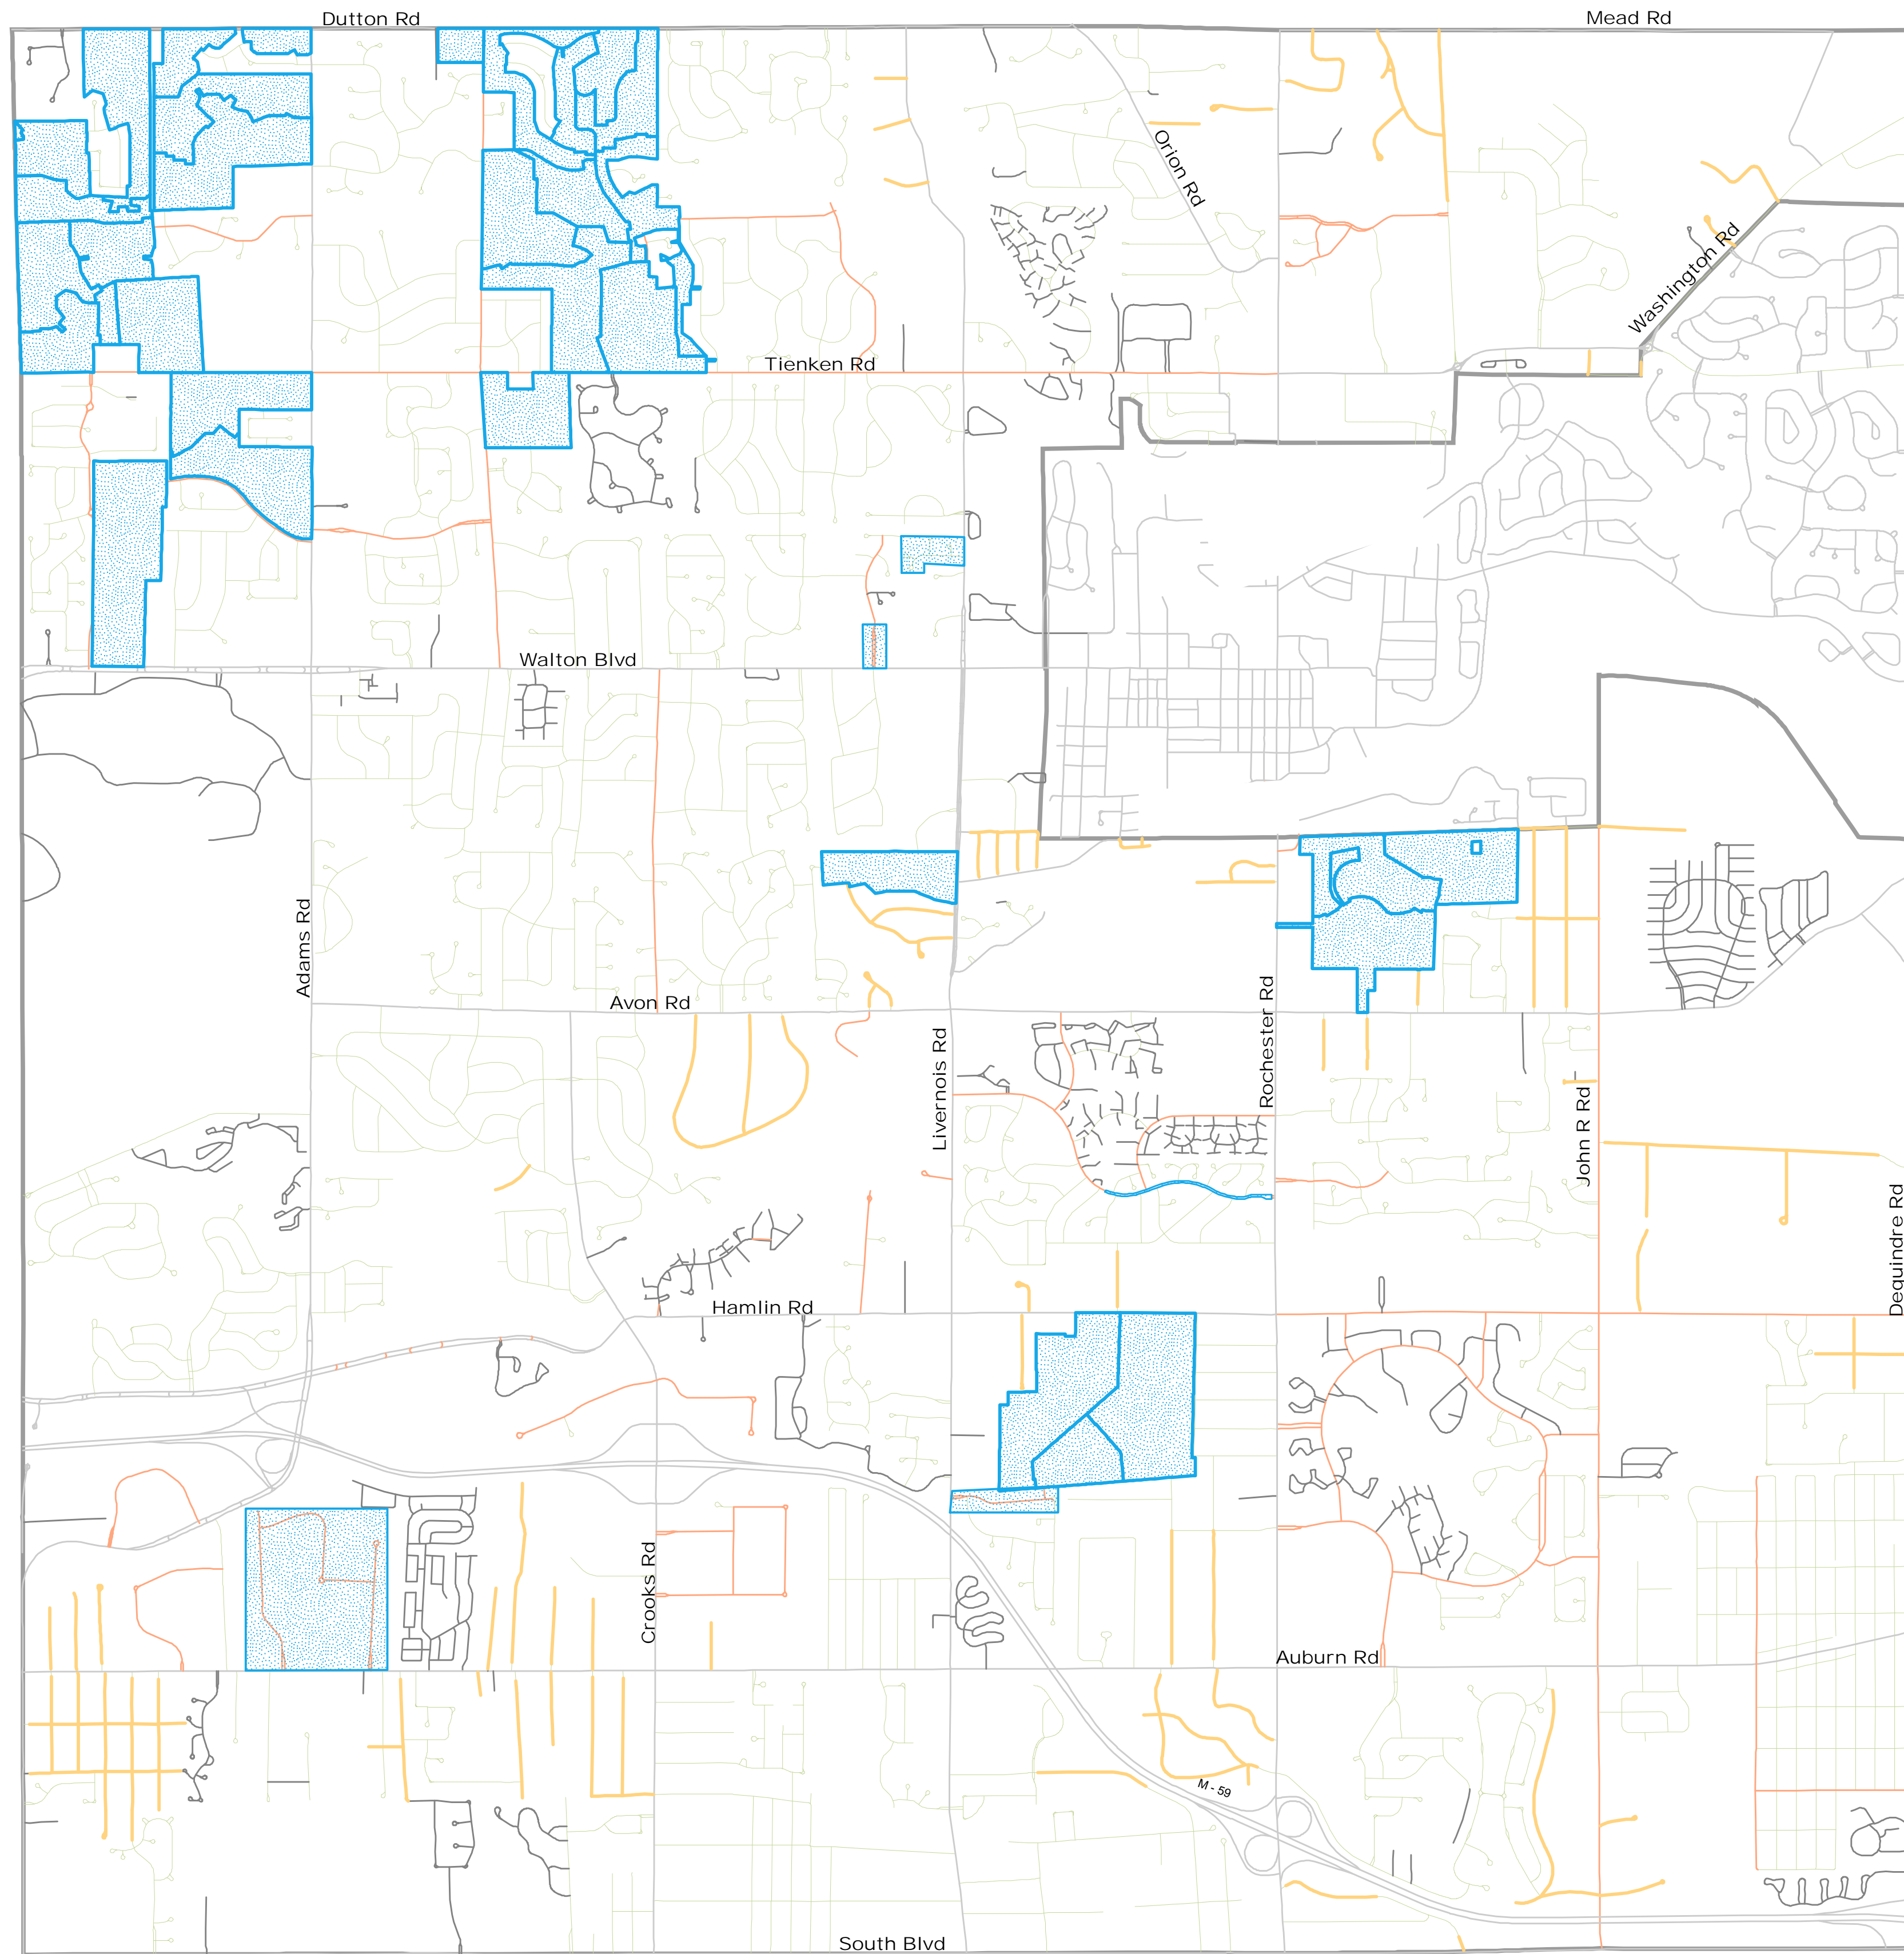 Dutton Rd
Mead Rd
Orion Rd
Washington Rd
Tienken Rd
Walton Blvd
Adams Rd
Avon Rd
Livernois Rd
Rochester Rd
John R Rd
Dequindre Rd
Hamlin Rd
Crooks Rd
Auburn Rd
M - 59
South Blvd